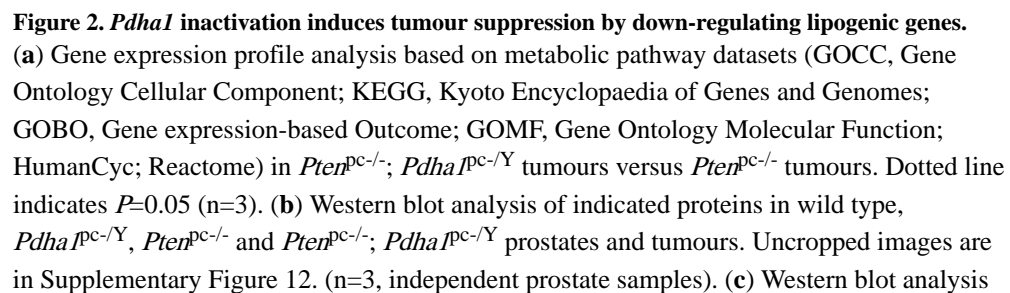 Figure 2. Pdha1 inactivation induces tumour suppression by down-regulating lipogenic genes.
(a) Gene expression profile analysis based on metabolic pathway datasets (GOCC, Gene
Ontology Cellular Component; KEGG, Kyoto Encyclopaedia of Genes and Genomes;
GOBO, Gene expression-based Outcome; GOMF, Gene Ontology Molecular Function;
HumanCyc; Reactome) in Ptenpc-/-; Pdha1pc-/Y tumours versus Ptenpc-/- tumours. Dotted line
indicates P=0.05 (n=3). (b) Western blot analysis of indicated proteins in wild type,
Pdha1pc-/Y, Ptenpc-/- and Ptenpc-/-; Pdha1pc-/Y prostates and tumours. Uncropped images are
in Supplementary Figure 12. (n=3, independent prostate samples). (c) Western blot analysis